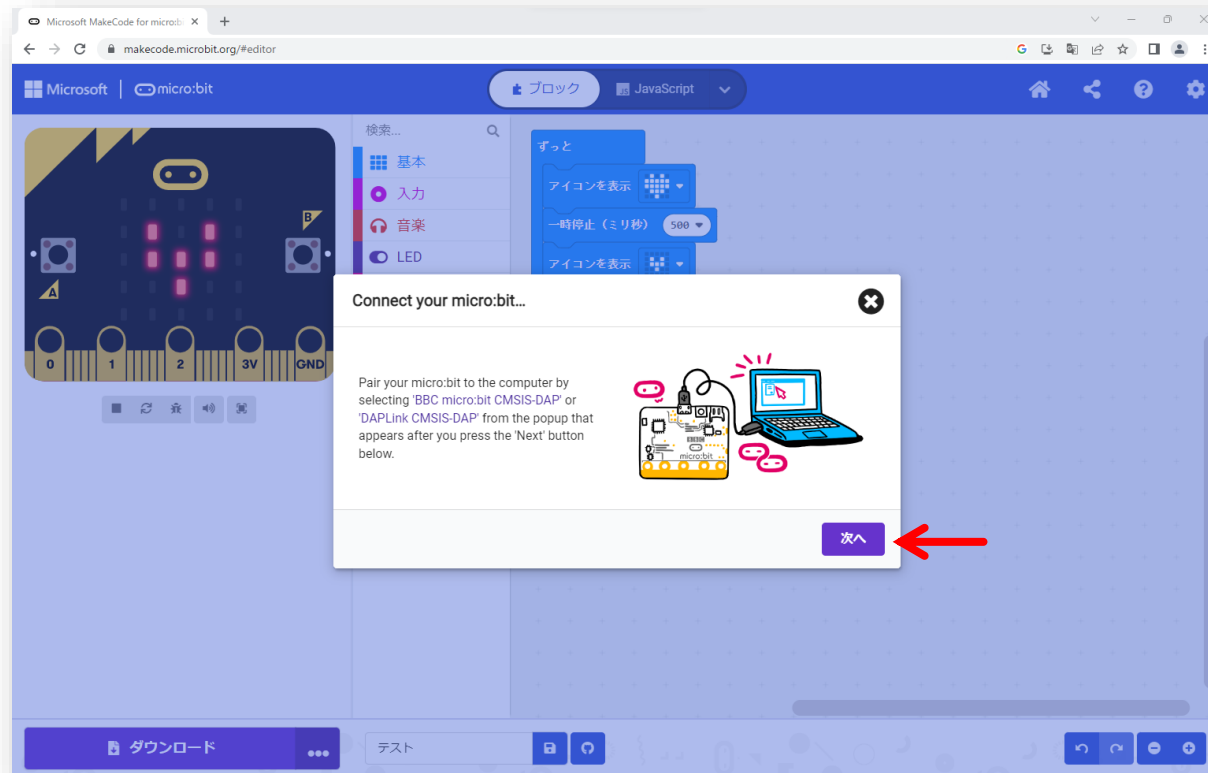 Microsoft MakeCode for micro:b
makecode.microbit.org/#editor
Microsoft micro:bit
ブロック
JavaScript
検索...
基本
入力
音楽
LED
ずっと
アイコンを表示
一時停止（ミリ秒） 500
アイコンを表示
A
B
0 1 2 3V GND
Connect your micro:bit...
Pair your micro:bit to the computer by
selecting 'BBC micro:bit CMSIS-DAP' or
'DAPLink CMSIS-DAP' from the popup that
appears after you press the 'Next' button
below.
micro:bit
次へ
ダウンロード
テスト